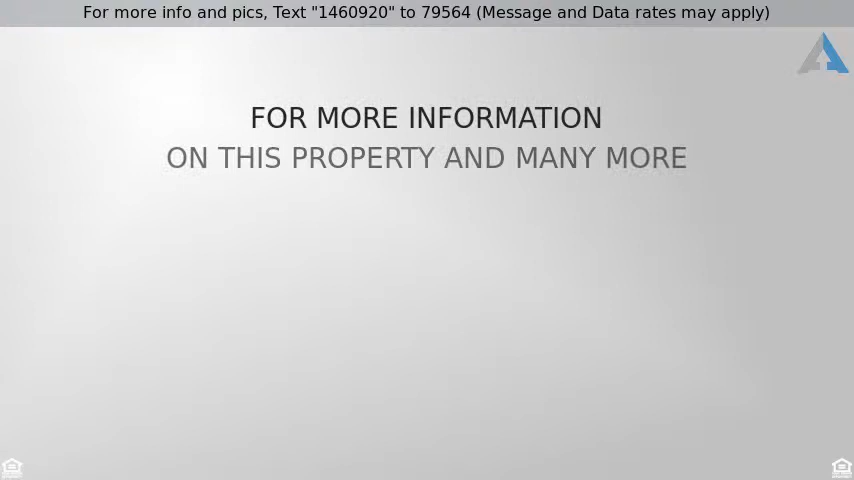 For more info and pics, Text "1460920" to 79564 (Message and Data rates may apply)
FOR MORE INFORMATION
ON THIS PROPERTY AND MANY MORE